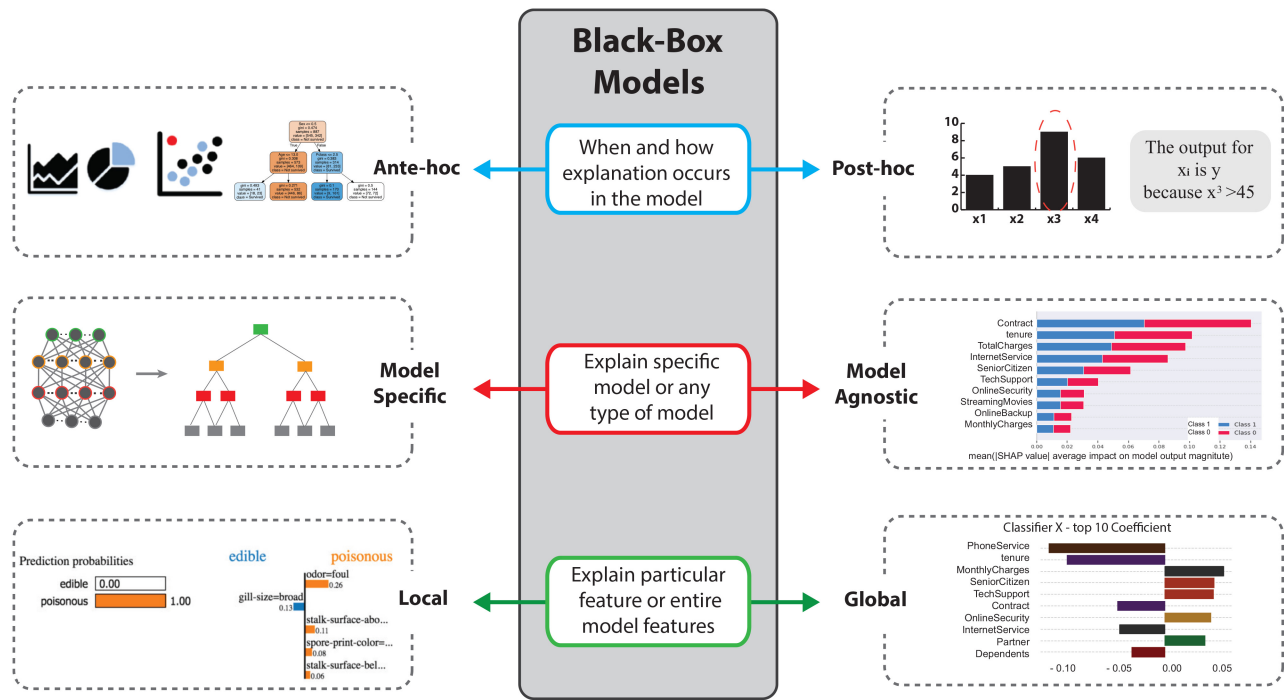 Black-Box
Models
Ante-hoc
When and how
explanation occurs
in the model
Post-hoc
10
8
6
4
2
0
x1 x2 x3 x4
The output for
xi is y
because x³ >45
Model
Specific
Explain specific
model or any
type of model
Model
Agnostic
Contract
tenure
TotalCharges
InternetService
SeniorCitizen
TechSupport
OnlineSecurity
StreamingMovies
OnlineBackup
MonthlyCharges
Class 1 Class 1
Class 0 Class 0
0.00 0.02 0.04 0.06 0.08 0.10 0.12 0.14
mean(|SHAP value| average impact on model output magnitute)
Prediction probabilities
edible 0.00
poisonous 1.00
edible poisonous
odor=foul
0.26
gill-size=broad
0.13
stalk-surface-abo...
0.11
spore-print-color=...
0.08
stalk-surface-bel...
0.06
Local
Explain particular
feature or entire
model features
Global
Classifier X - top 10 Coefficient
PhoneService
tenure
MonthlyCharges
SeniorCitizen
TechSupport
Contract
OnlineSecurity
InternetService
Partner
Dependents
- 0.10 - 0.05 0.00 0.05